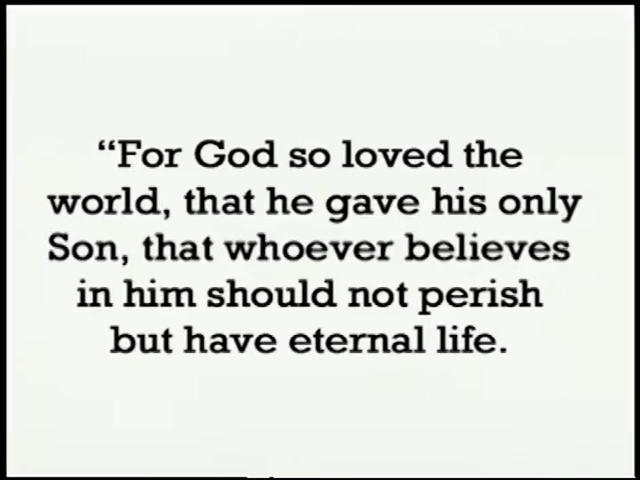 “For God so loved the
world, that he gave his only
Son, that whoever believes
in him should not perish
but have eternal life.